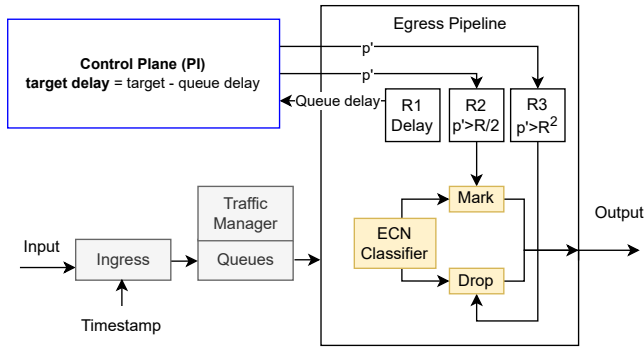 Egress Pipeline
Control Plane (PI)
target delay = target - queue delay
p'
p'
Queue delay
R1
Delay
R2
p'>R/2
R3
p'>R²
Traffic
Manager
Queues
Mark
ECN
Classifier
Drop
Input
Ingress
Timestamp
Output